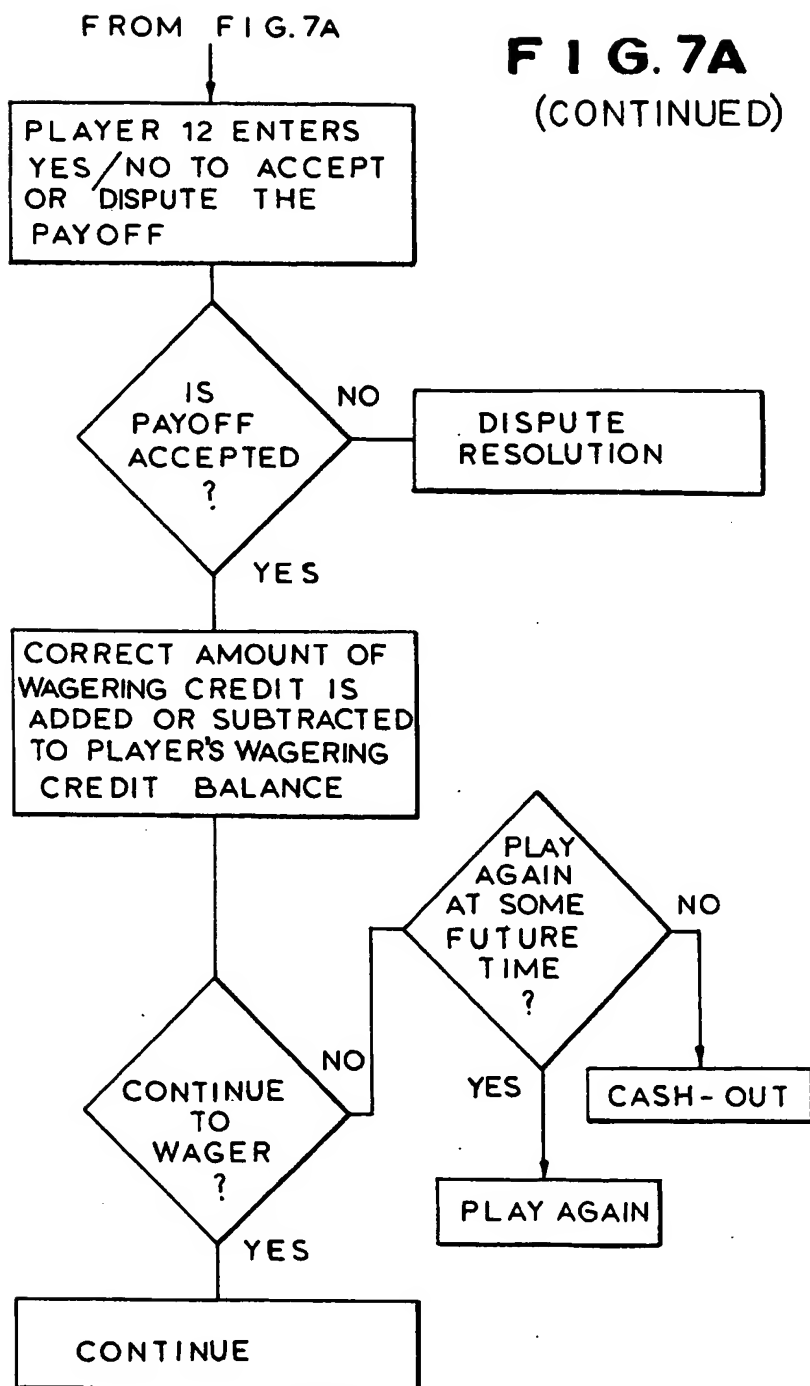 FROM FIG. 7A
FIG. 7A
(CONTINUED)
PLAYER 12 ENTERS
YES/NO TO ACCEPT
OR DISPUTE THE
PAYOFF
IS
PAYOFF
ACCEPTED
?
NO
DISPUTE
RESOLUTION
YES
CORRECT AMOUNT OF
WAGERING CREDIT IS
ADDED OR SUBTRACTED
TO PLAYER'S WAGERING
CREDIT BALANCE
PLAY
AGAIN
AT SOME
FUTURE
TIME
?
NO
CASH-OUT
YES
PLAY AGAIN
CONTINUE
TO
WAGER
?
NO
YES
CONTINUE